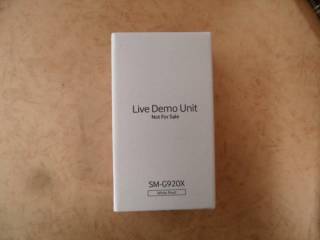 Live Demo Unit
Not For Sale
SM-G920X
White Pearl